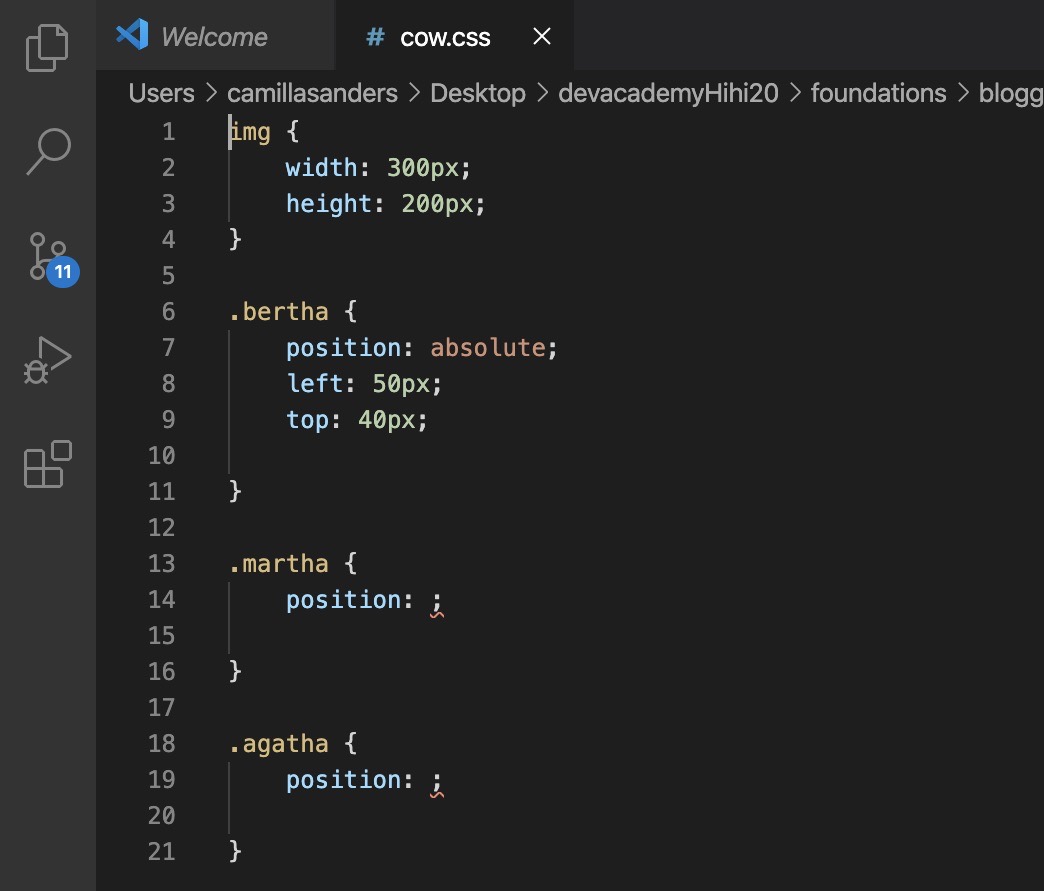 Welcome # cow.css ×
Users > camillasanders > Desktop > devacademyHihi20 > foundations > blogg
1 img {
2 width: 300px;
3 height: 200px;
4 }
5
6 .bertha {
7 position: absolute;
8 left: 50px;
9 top: 40px;
10
11 }
12
13 .martha {
14 position: ;
15
16 }
17
18 .agatha {
19 position: ;
20
21 }
11